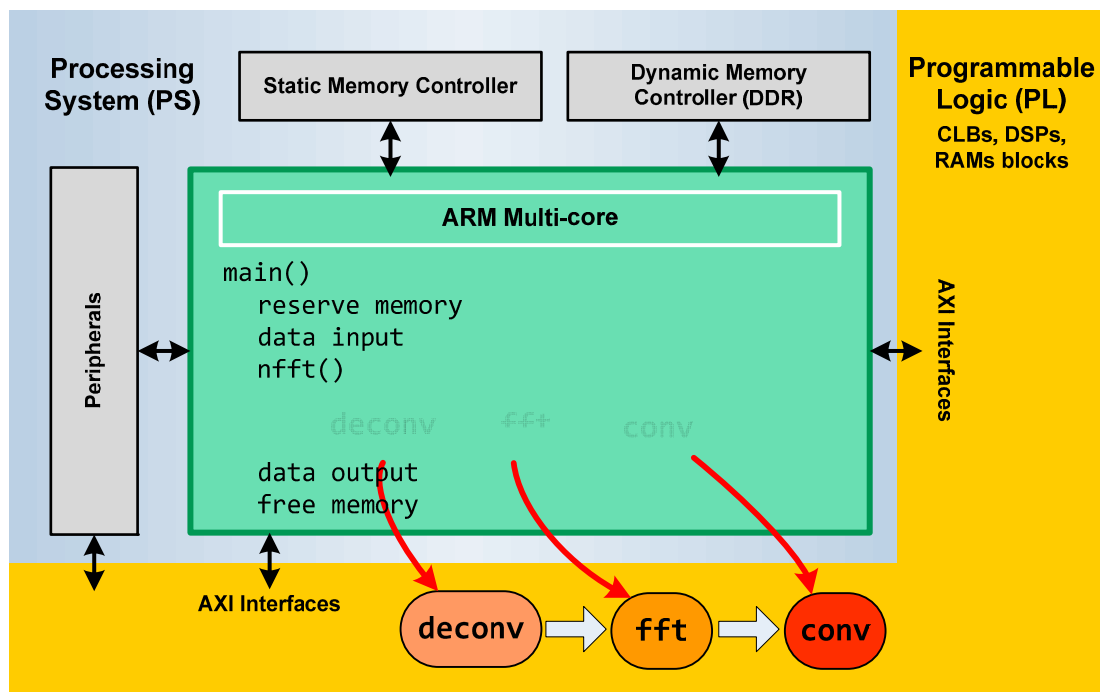 Processing
System (PS)
Static Memory Controller
Dynamic Memory
Controller (DDR)
Programmable
Logic (PL)
CLBs, DSPs,
RAMs blocks
Peripherals
ARM Multi-core
main()
reserve memory
data input
nfft()
deconv fft conv
data output
free memory
AXI Interfaces
AXI Interfaces
deconv
fft
conv